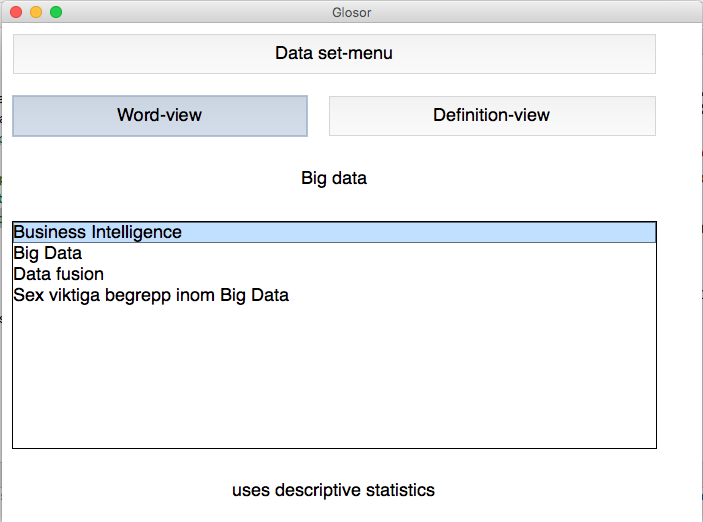 Glosor
Data set-menu
Word-view
Definition-view
Big data
Business Intelligence
Big Data
Data fusion
Sex viktiga begrepp inom Big Data
uses descriptive statistics